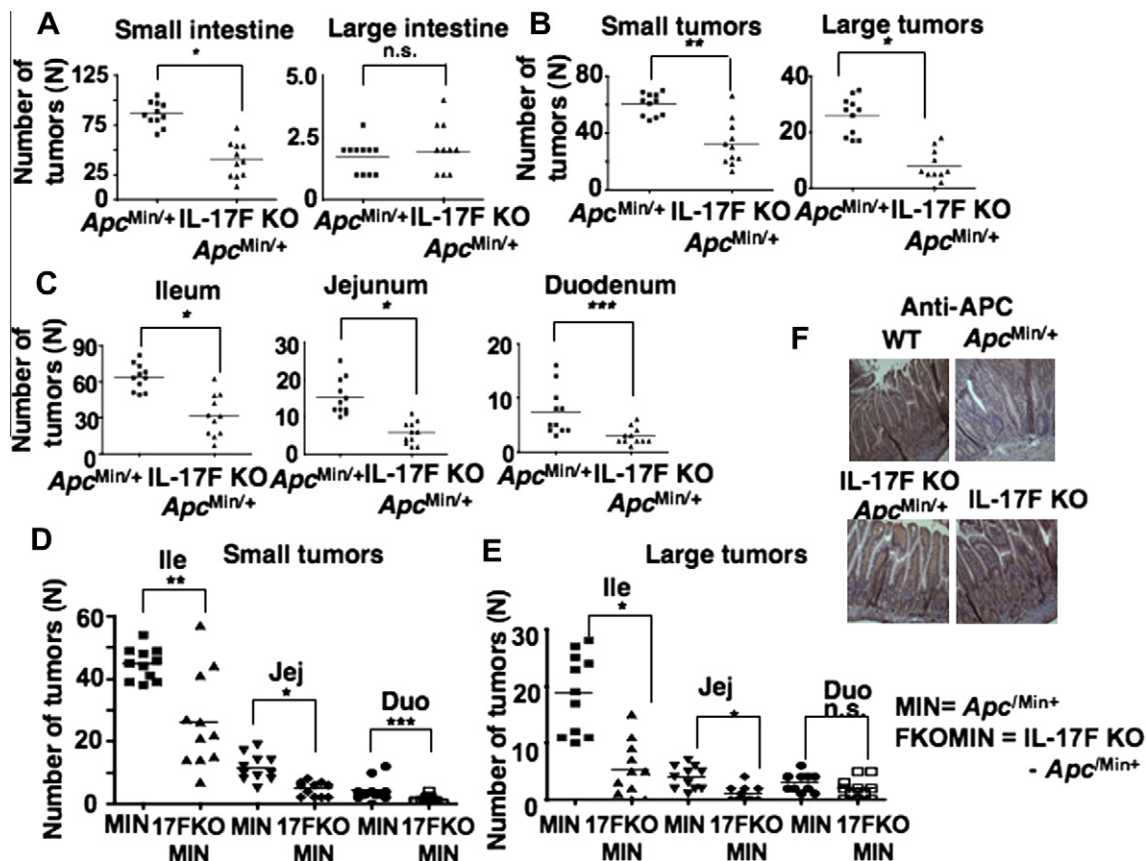 A
Small intestine
*
Number of
tumors (N)
125
75
25
0
Apc^Min/+ IL-17F KO
Apc^Min/+
Large intestine
n.s.
5.0
2.5
0
Apc^Min/+ IL-17F KO
Apc^Min/+
B
Small tumors
**
Number of
tumors (N)
80
60
40
20
0
Apc^Min/+ IL-17F KO
Apc^Min/+
Large tumors
*
40
20
0
Apc^Min/+ IL-17F KO
Apc^Min/+
C
Ileum
*
Number of
tumors (N)
90
60
30
0
Apc^Min/+ IL-17F KO
Apc^Min/+
Jejunum
*
30
20
10
0
Apc^Min/+ IL-17F KO
Apc^Min/+
Duodenum
***
20
10
0
Apc^Min/+ IL-17F KO
Apc^Min/+
Anti-APC
F
WT
Apc^Min/+
IL-17F KO
Apc^Min/+
IL-17F KO
D
Small tumors
Number of tumors (N)
60
40
20
0
Ile
**
Jej
*
Duo
***
MIN 17FKO MIN 17FKO MIN 17FKO
MIN MIN MIN
E
Large tumors
Number of tumors (N)
30
20
10
0
Ile
*
Jej
*
Duo
n.s.
MIN 17FKO MIN 17FKO MIN 17FKO
MIN MIN MIN
MIN= Apc^/Min+
FKOMIN = IL-17F KO
- Apc^/Min+